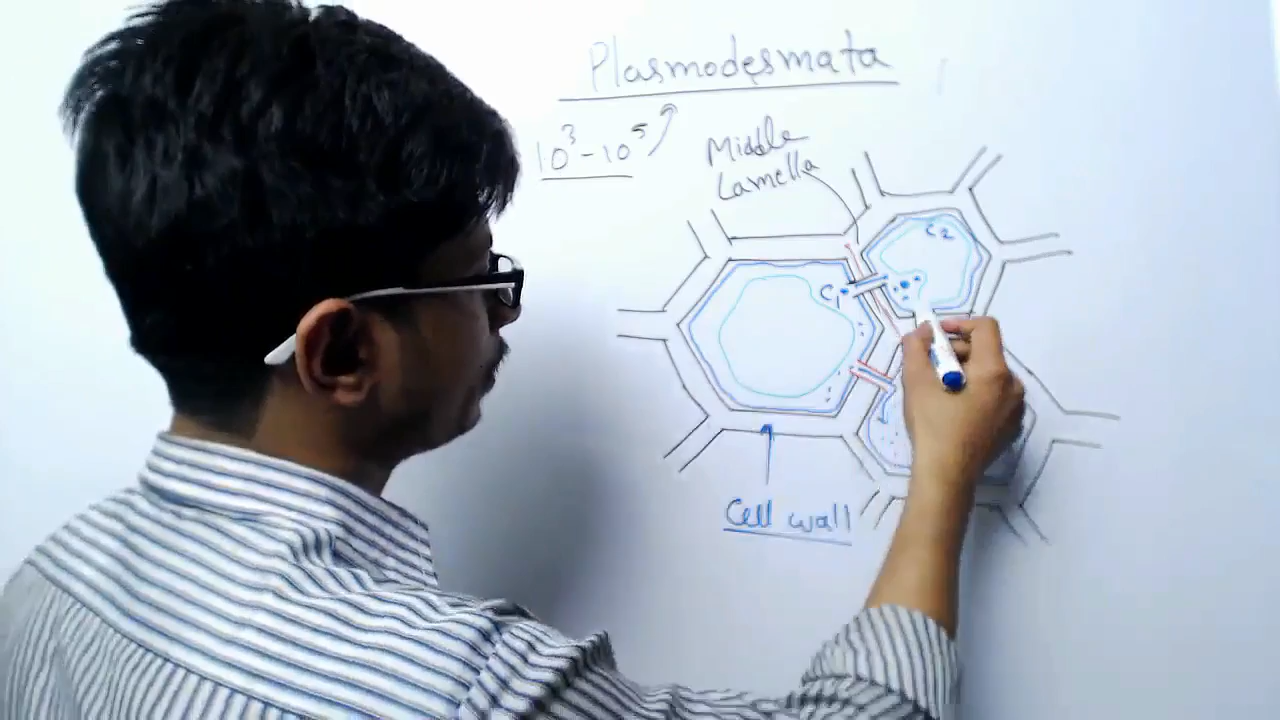 Plasmodesmata
10³-10⁵
Middle
Lamella
C2
C1
Cell wall